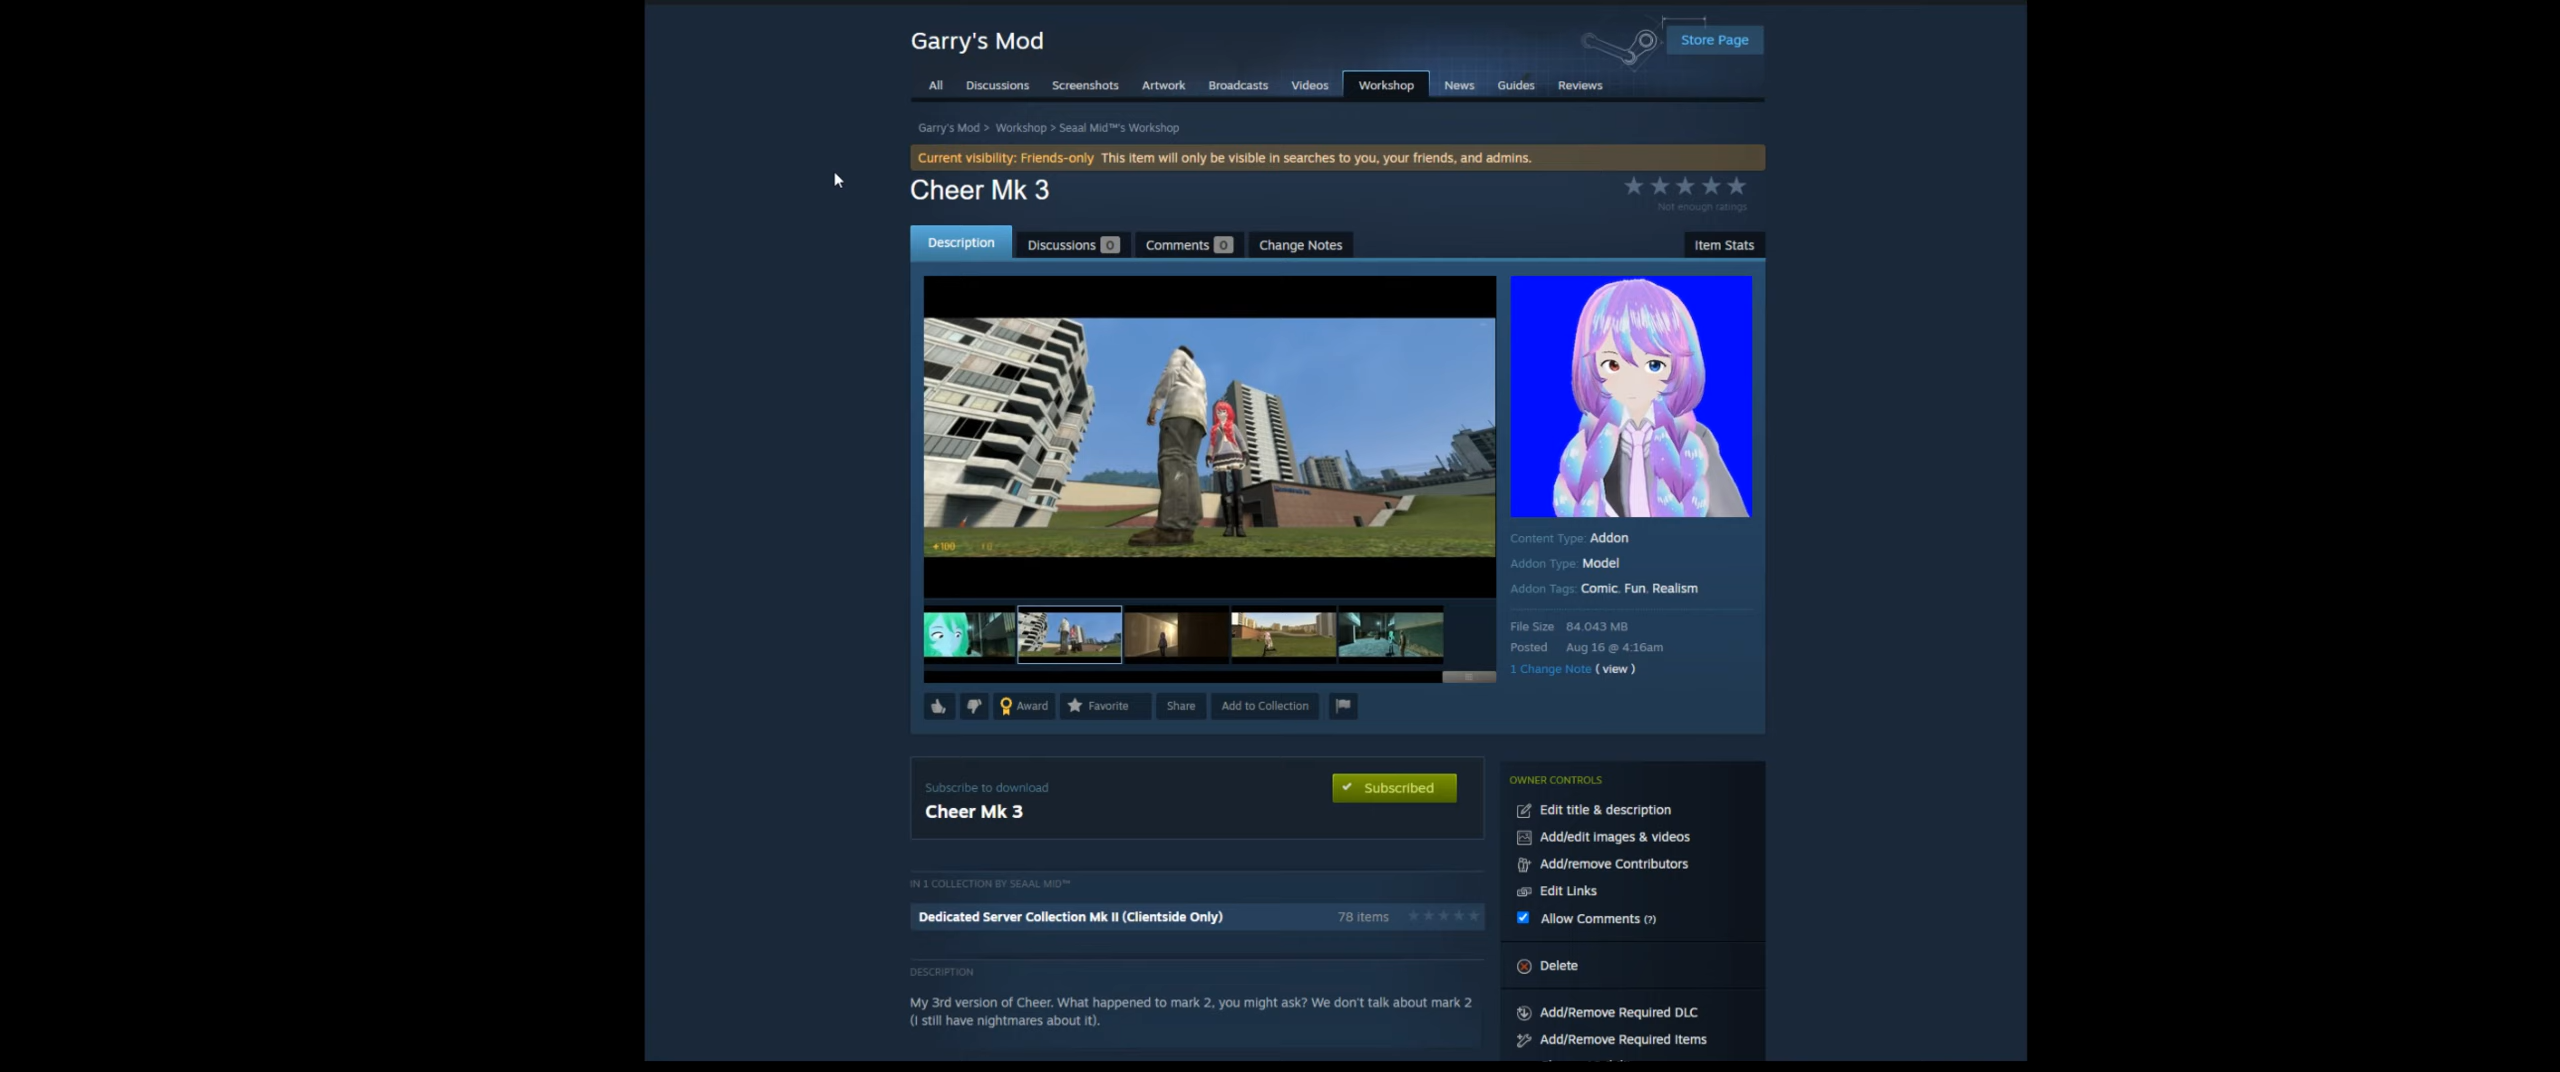 Garry's Mod
Store Page
All Discussions Screenshots Artwork Broadcasts Videos Workshop News Guides Reviews
Garry's Mod > Workshop > Seaal Mid™'s Workshop
Current visibility: Friends-only This item will only be visible in searches to you, your friends, and admins.
Cheer Mk 3
Not enough ratings
Description Discussions 0 Comments 0 Change Notes Item Stats
+100
Content Type: Addon
Addon Type: Model
Addon Tags: Comic, Fun, Realism
File Size 84.043 MB
Posted Aug 16 @ 4:16am
1 Change Note ( view )
Award Favorite Share Add to Collection
Subscribe to download
Cheer Mk 3
Subscribed
IN 1 COLLECTION BY SEAAL MID™
Dedicated Server Collection Mk II (Clientside Only) 78 items
DESCRIPTION
My 3rd version of Cheer. What happened to mark 2, you might ask? We don't talk about mark 2
(I still have nightmares about it).
OWNER CONTROLS
Edit title & description
Add/edit images & videos
Add/remove Contributors
Edit Links
Allow Comments (?)
Delete
Add/Remove Required DLC
Add/Remove Required Items